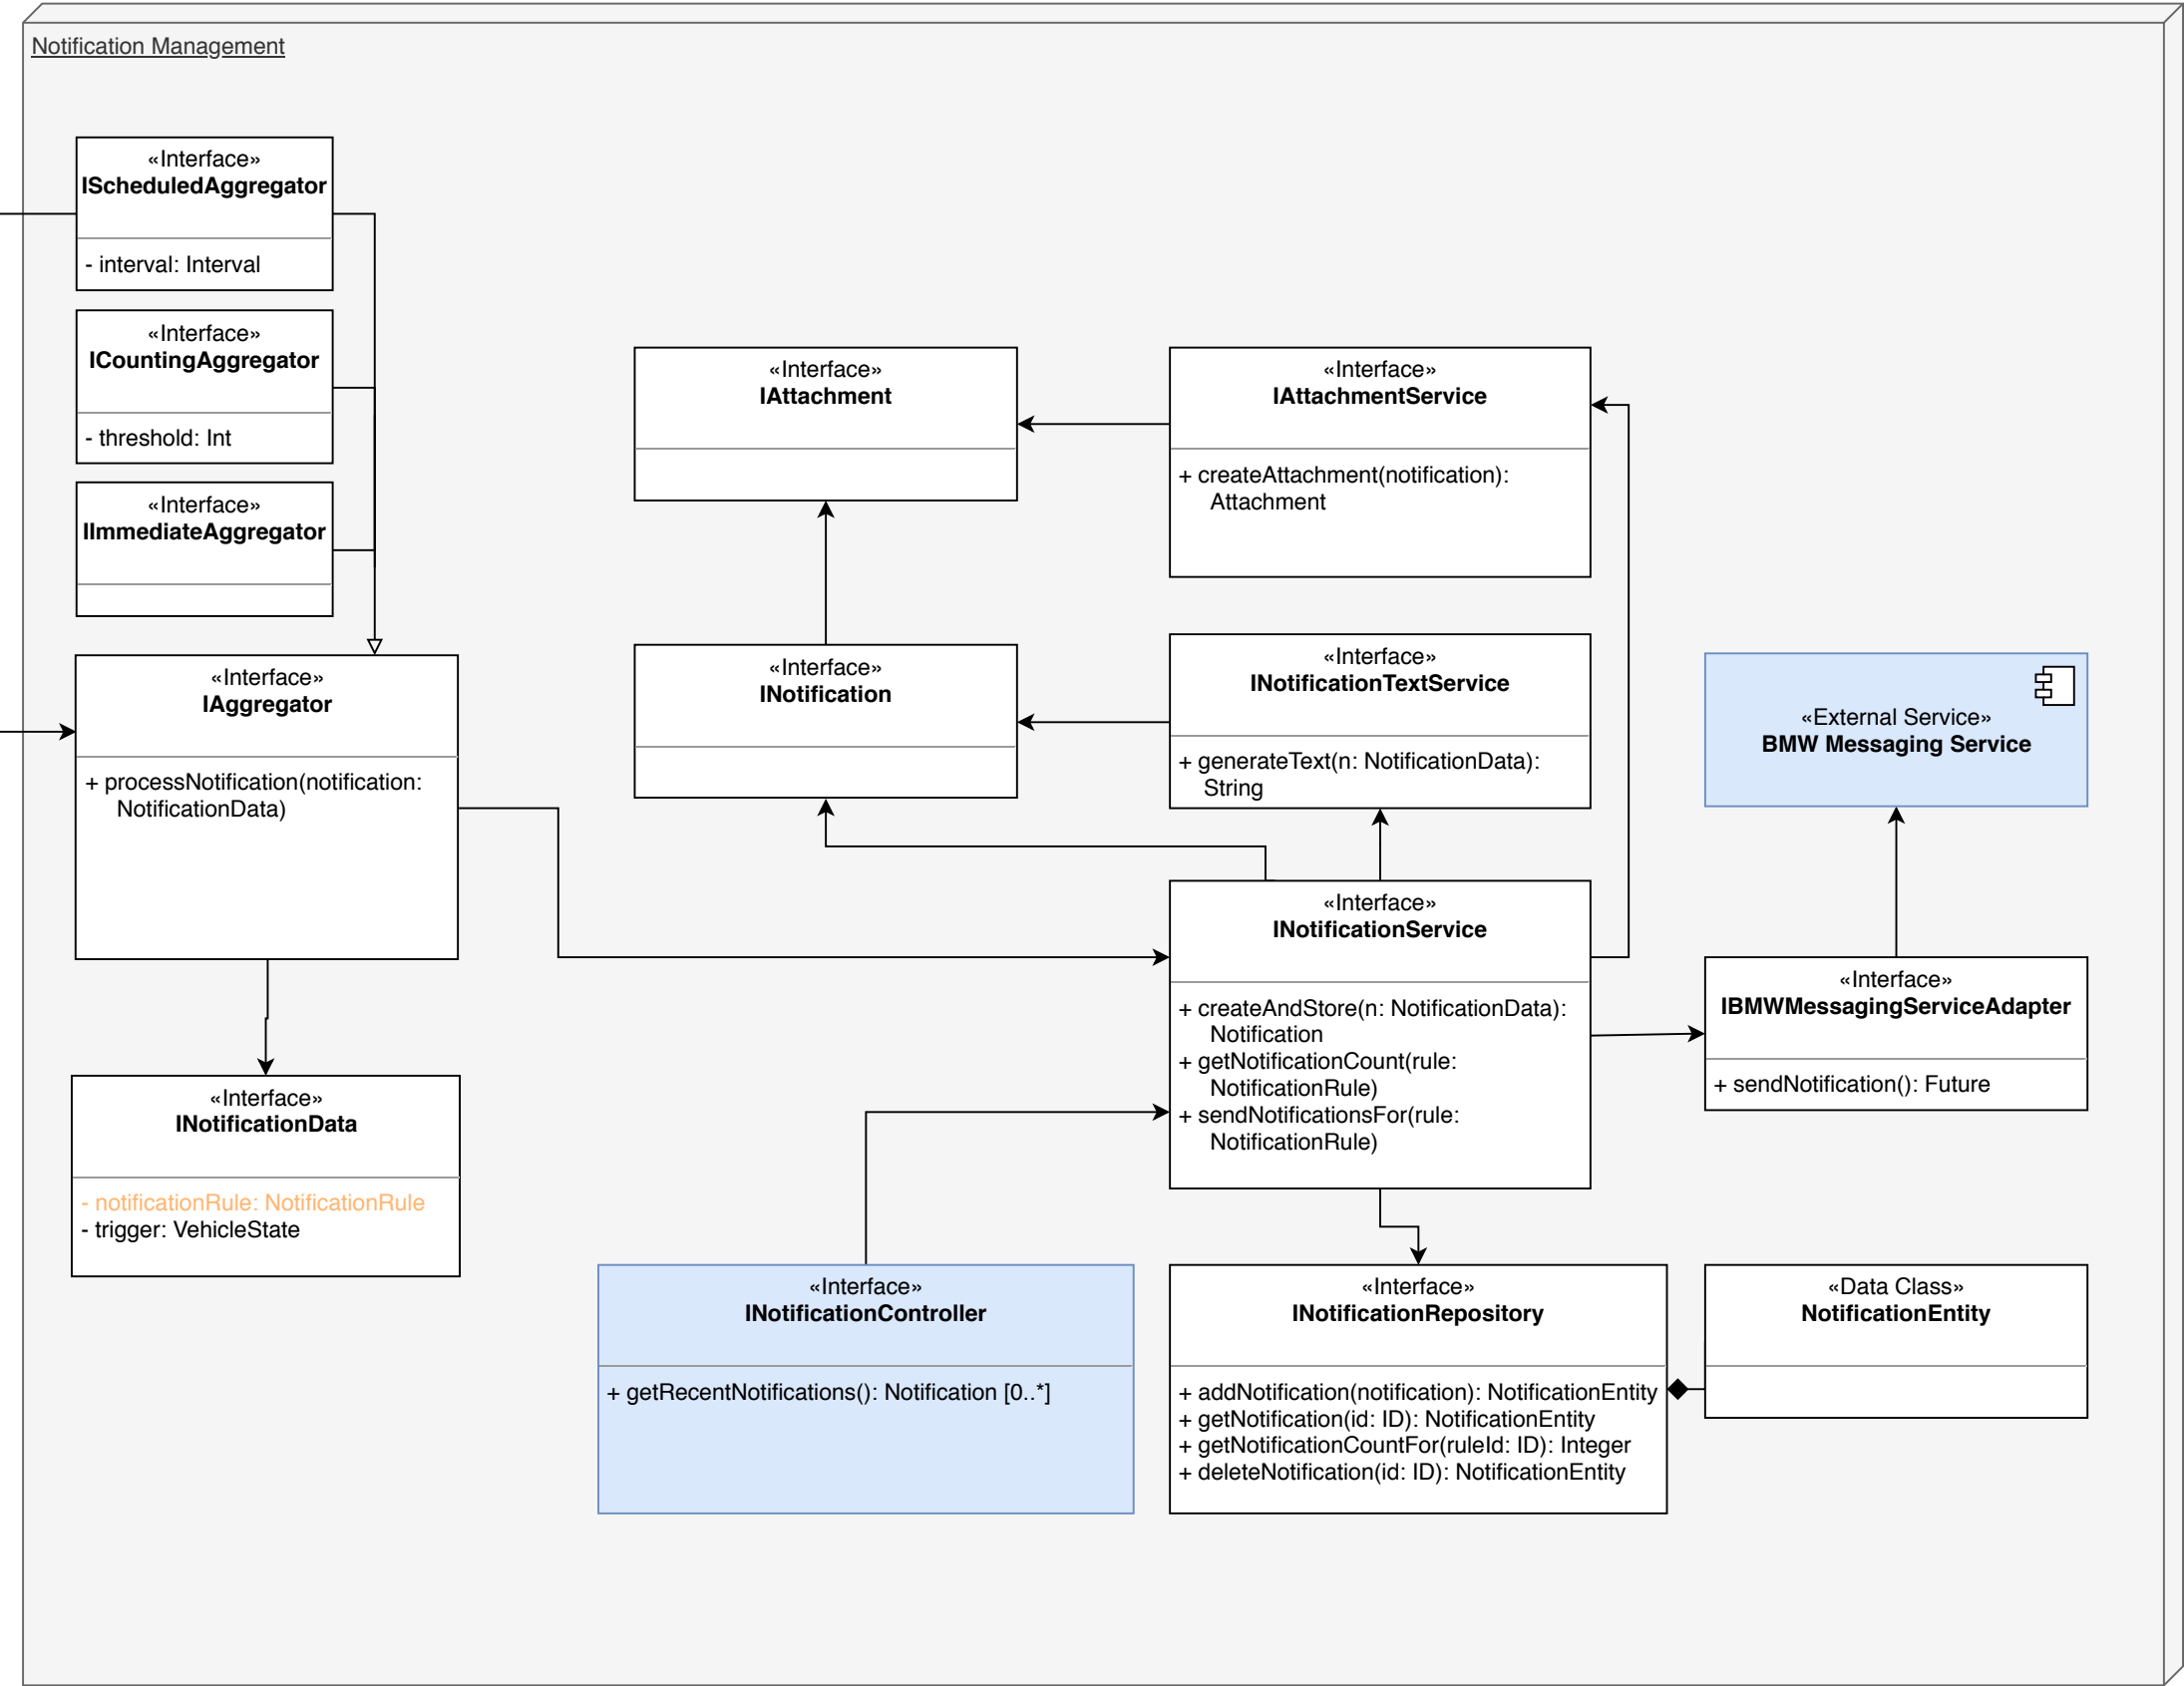 Notification Management
«Interface»
IScheduledAggregator
- interval: Interval
«Interface»
ICountingAggregator
- threshold: Int
«Interface»
IImmediateAggregator
«Interface»
IAggregator
+ processNotification(notification:
NotificationData)
«Interface»
INotificationData
- notificationRule: NotificationRule
- trigger: VehicleState
«Interface»
IAttachment
«Interface»
IAttachmentService
+ createAttachment(notification):
Attachment
«Interface»
INotification
«Interface»
INotificationTextService
+ generateText(n: NotificationData):
String
«External Service»
BMW Messaging Service
«Interface»
INotificationService
+ createAndStore(n: NotificationData):
Notification
+ getNotificationCount(rule:
NotificationRule)
+ sendNotificationsFor(rule:
NotificationRule)
«Interface»
IBMWMessagingServiceAdapter
+ sendNotification(): Future
«Interface»
INotificationController
+ getRecentNotifications(): Notification [0..*]
«Interface»
INotificationRepository
+ addNotification(notification): NotificationEntity
+ getNotification(id: ID): NotificationEntity
+ getNotificationCountFor(ruleId: ID): Integer
+ deleteNotification(id: ID): NotificationEntity
«Data Class»
NotificationEntity